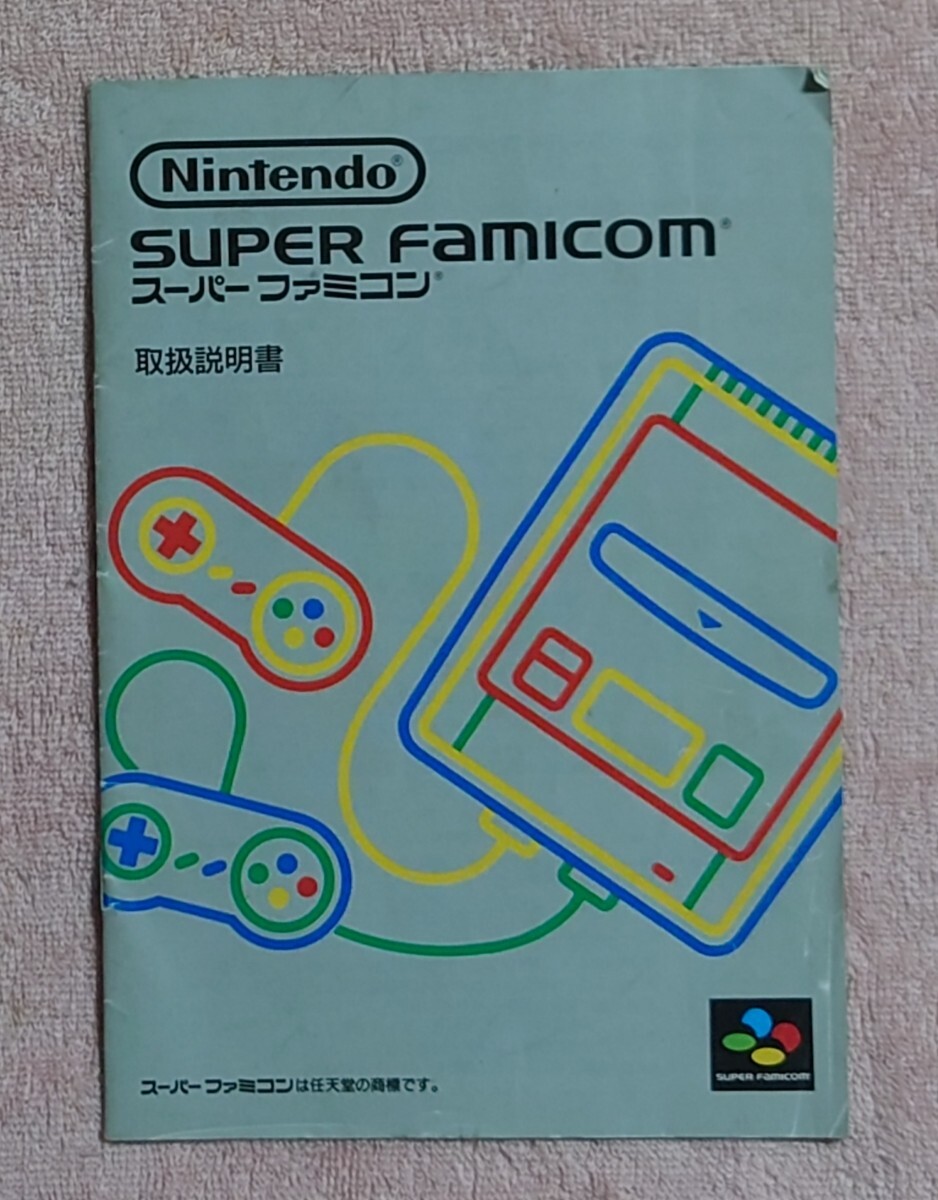 Nintendo®
SUPER FAMICOM®
スーパーファミコン®
取扱説明書
SUPER FAMICOM
スーパーファミコンは任天堂の商標です。